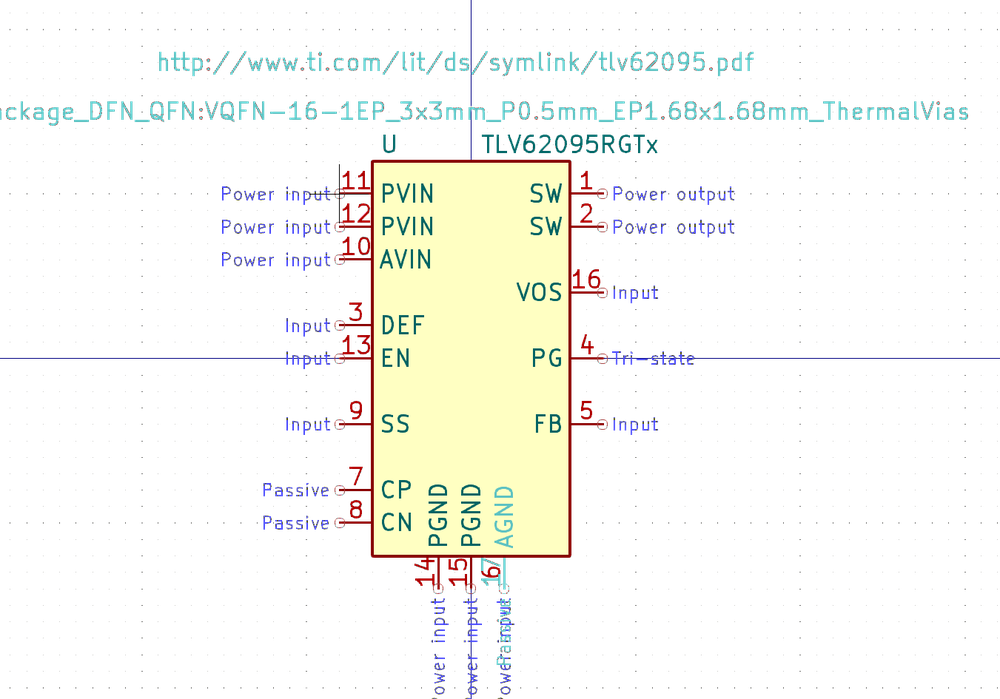 http://www.ti.com/lit/ds/symlink/tlv62095.pdf
ackage_DFN_QFN:VQFN-16-1EP_3x3mm_P0.5mm_EP1.68x1.68mm_ThermalVias
U TLV62095RGTx
Power input 11 PVIN SW 1 Power output
Power input 12 PVIN SW 2 Power output
Power input 10 AVIN
VOS 16 Input
Input 3 DEF
Input 13 EN PG 4 Tri-state
Input 9 SS FB 5 Input
Passive 7 CP
Passive 8 CN
PGND PGND AGND
14 15 6 17
Power input Power input Power input Passive